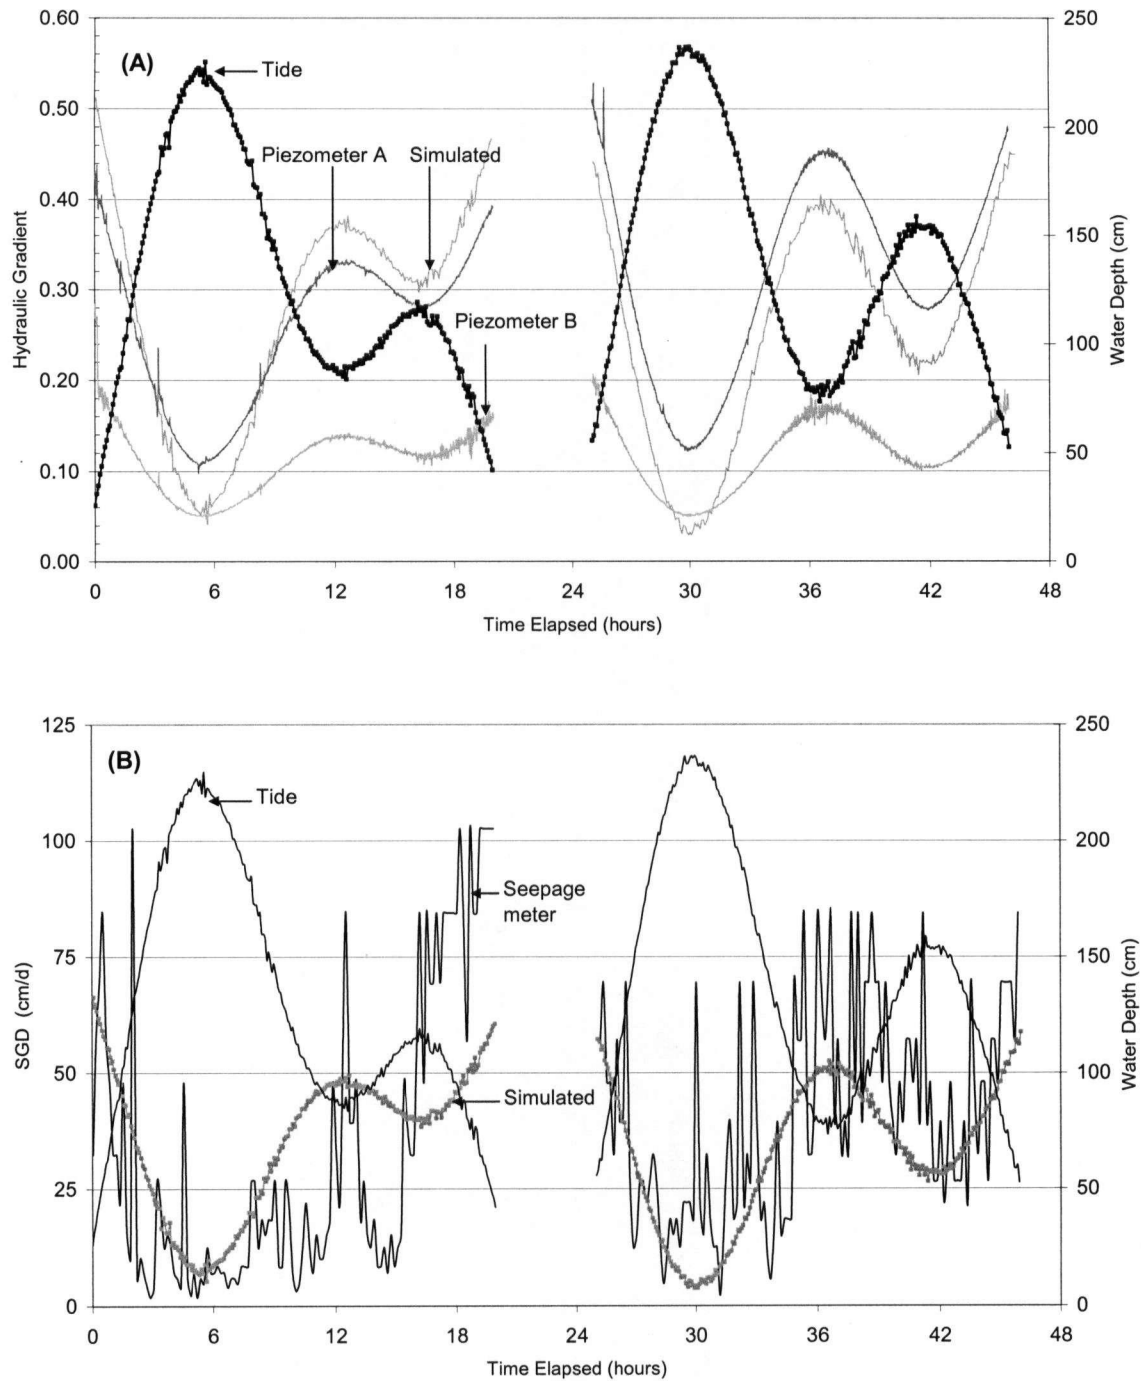 0.60
0.50
0.40
0.30
0.20
0.10
0.00
Hydraulic Gradient
(A)
Tide
Piezometer A
Simulated
Piezometer B
250
200
150
100
50
0
Water Depth (cm)
0 6 12 18 24 30 36 42 48
Time Elapsed (hours)
125
100
75
50
25
0
SGD (cm/d)
(B)
Tide
Seepage
meter
Simulated
250
200
150
100
50
0
Water Depth (cm)
0 6 12 18 24 30 36 42 48
Time Elapsed (hours)